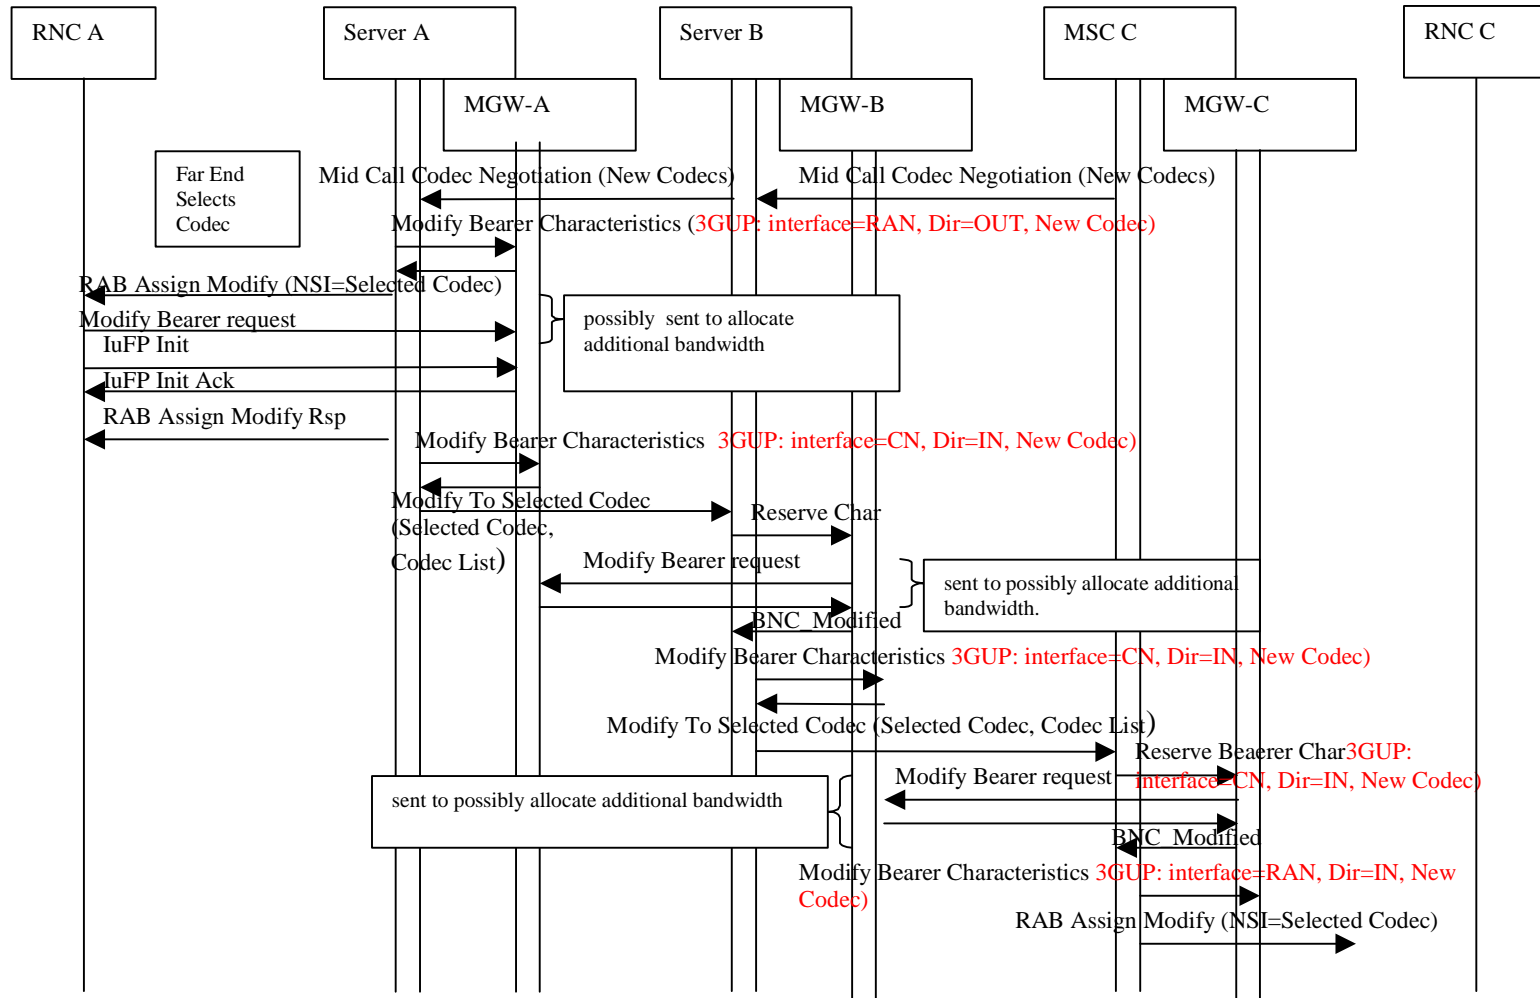 RNC A
Server A
Server B
MSC C
RNC C
MGW-A
MGW-B
MGW-C
Far End
Selects
Codec
Mid Call Codec Negotiation (New Codecs)
Mid Call Codec Negotiation (New Codecs)
Modify Bearer Characteristics (3GUP: interface=RAN, Dir=OUT, New Codec)
RAB Assign Modify (NSI=Selected Codec)
Modify Bearer request
possibly sent to allocate
additional bandwidth
IuFP Init
IuFP Init Ack
RAB Assign Modify Rsp
Modify Bearer Characteristics 3GUP: interface=CN, Dir=IN, New Codec)
Modify To Selected Codec
(Selected Codec,
Codec List)
Reserve Char
Modify Bearer request
sent to possibly allocate additional
bandwidth.
BNC_Modified
Modify Bearer Characteristics 3GUP: interface=CN, Dir=IN, New Codec)
Modify To Selected Codec (Selected Codec, Codec List)
Reserve Beaerer Char3GUP:
interface=CN, Dir=IN, New Codec)
Modify Bearer request
sent to possibly allocate additional bandwidth
BNC_Modified
Modify Bearer Characteristics 3GUP: interface=RAN, Dir=IN, New
Codec)
RAB Assign Modify (NSI=Selected Codec)